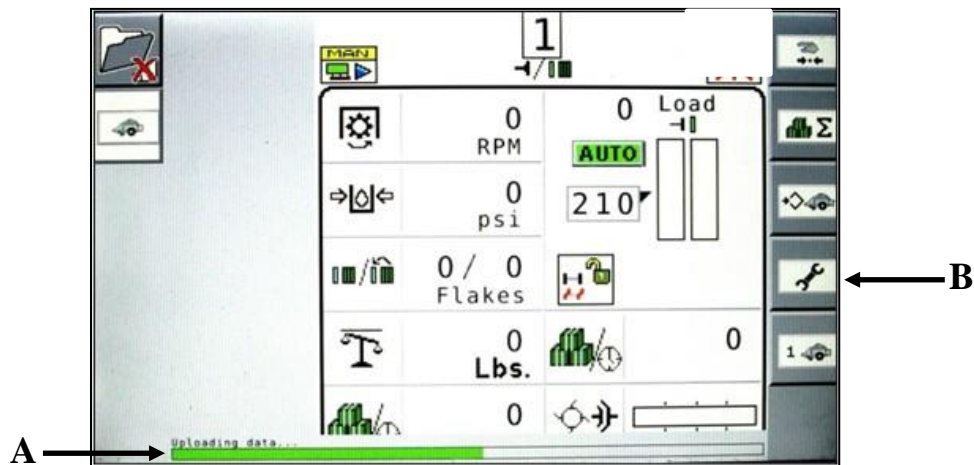 1
MAN
0
RPM
0
Load
AUTO
0
psi
210
0 / 0
Flakes
B
0
Lbs.
0
1
0
Uploading data...
A
Σ